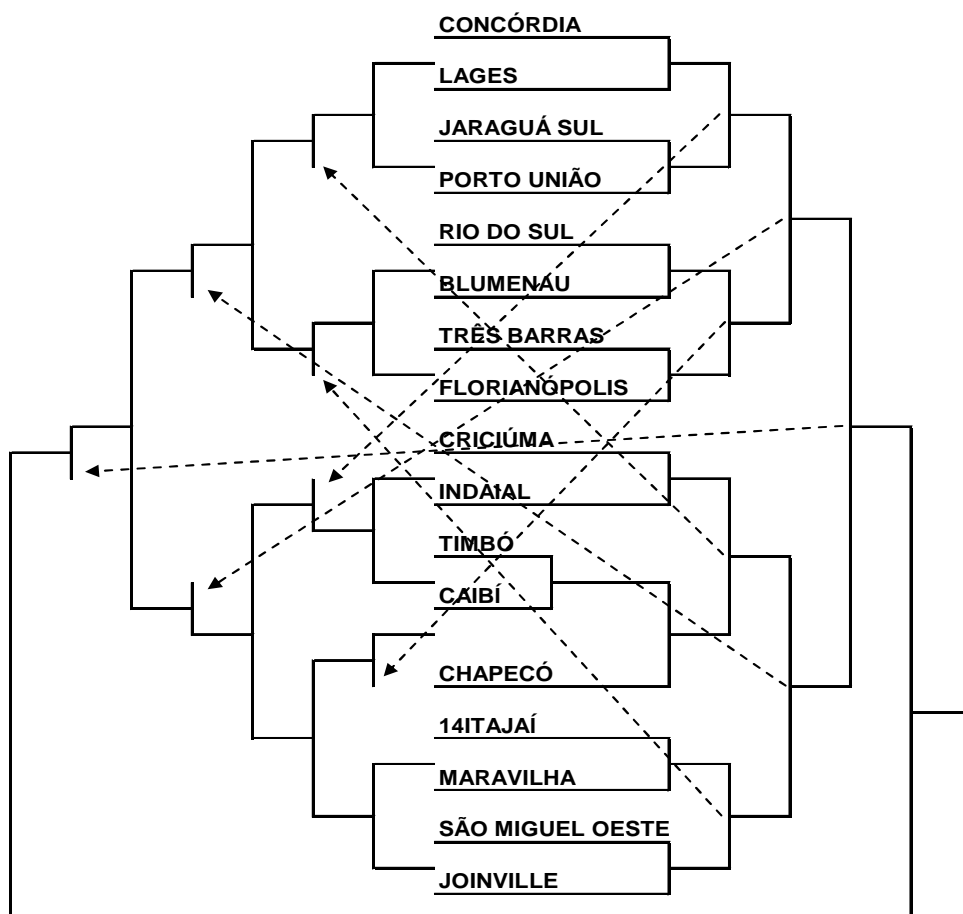 CONCÓRDIA
LAGES
JARAGUÁ SUL
PORTO UNIÃO
RIO DO SUL
BLUMENAU
TRÊS BARRAS
FLORIANÓPOLIS
CRICIÚMA
INDAIAL
TIMBÓ
CAIBÍ
CHAPECÓ
14ITAJAÍ
MARAVILHA
SÃO MIGUEL OESTE
JOINVILLE